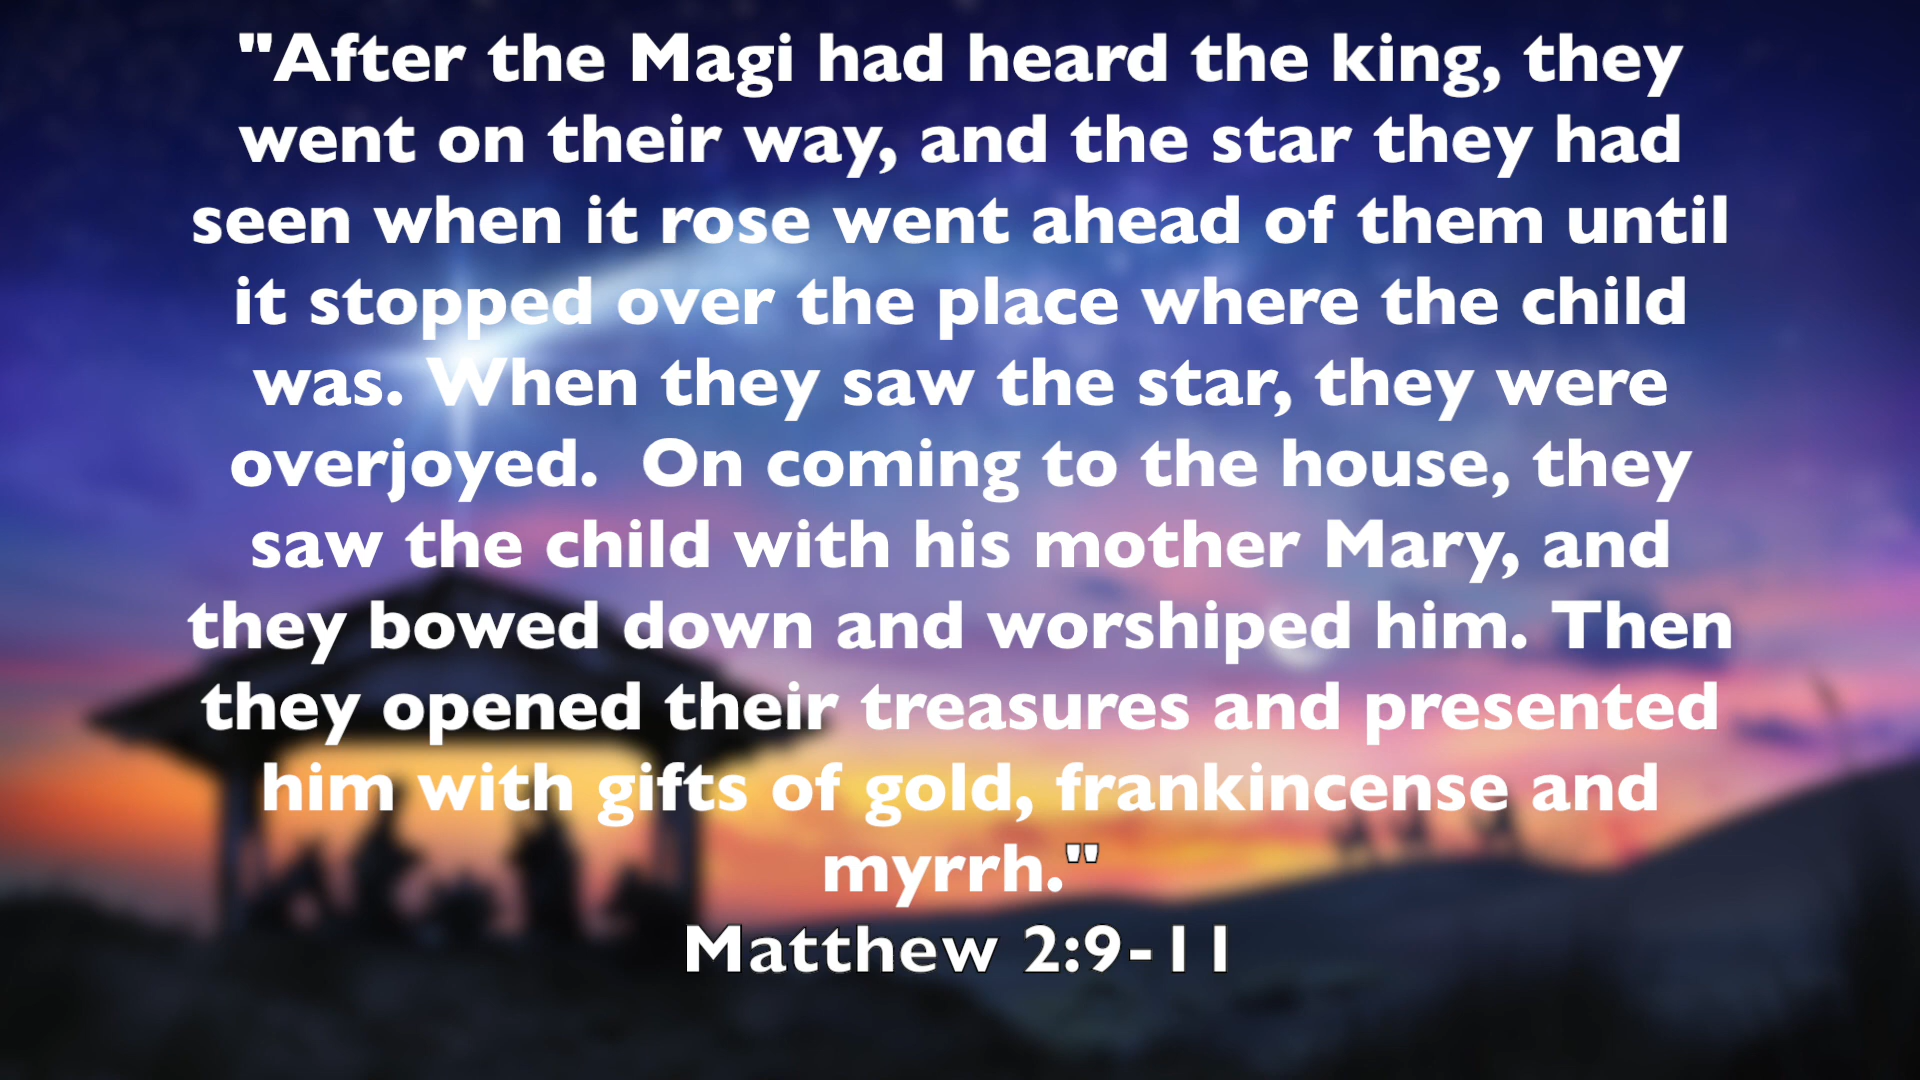 "After the Magi had heard the king, they
went on their way, and the star they had
seen when it rose went ahead of them until
it stopped over the place where the child
was. When they saw the star, they were
overjoyed.  On coming to the house, they
saw the child with his mother Mary, and
they bowed down and worshiped him. Then
they opened their treasures and presented
him with gifts of gold, frankincense and
myrrh."
Matthew 2:9-11